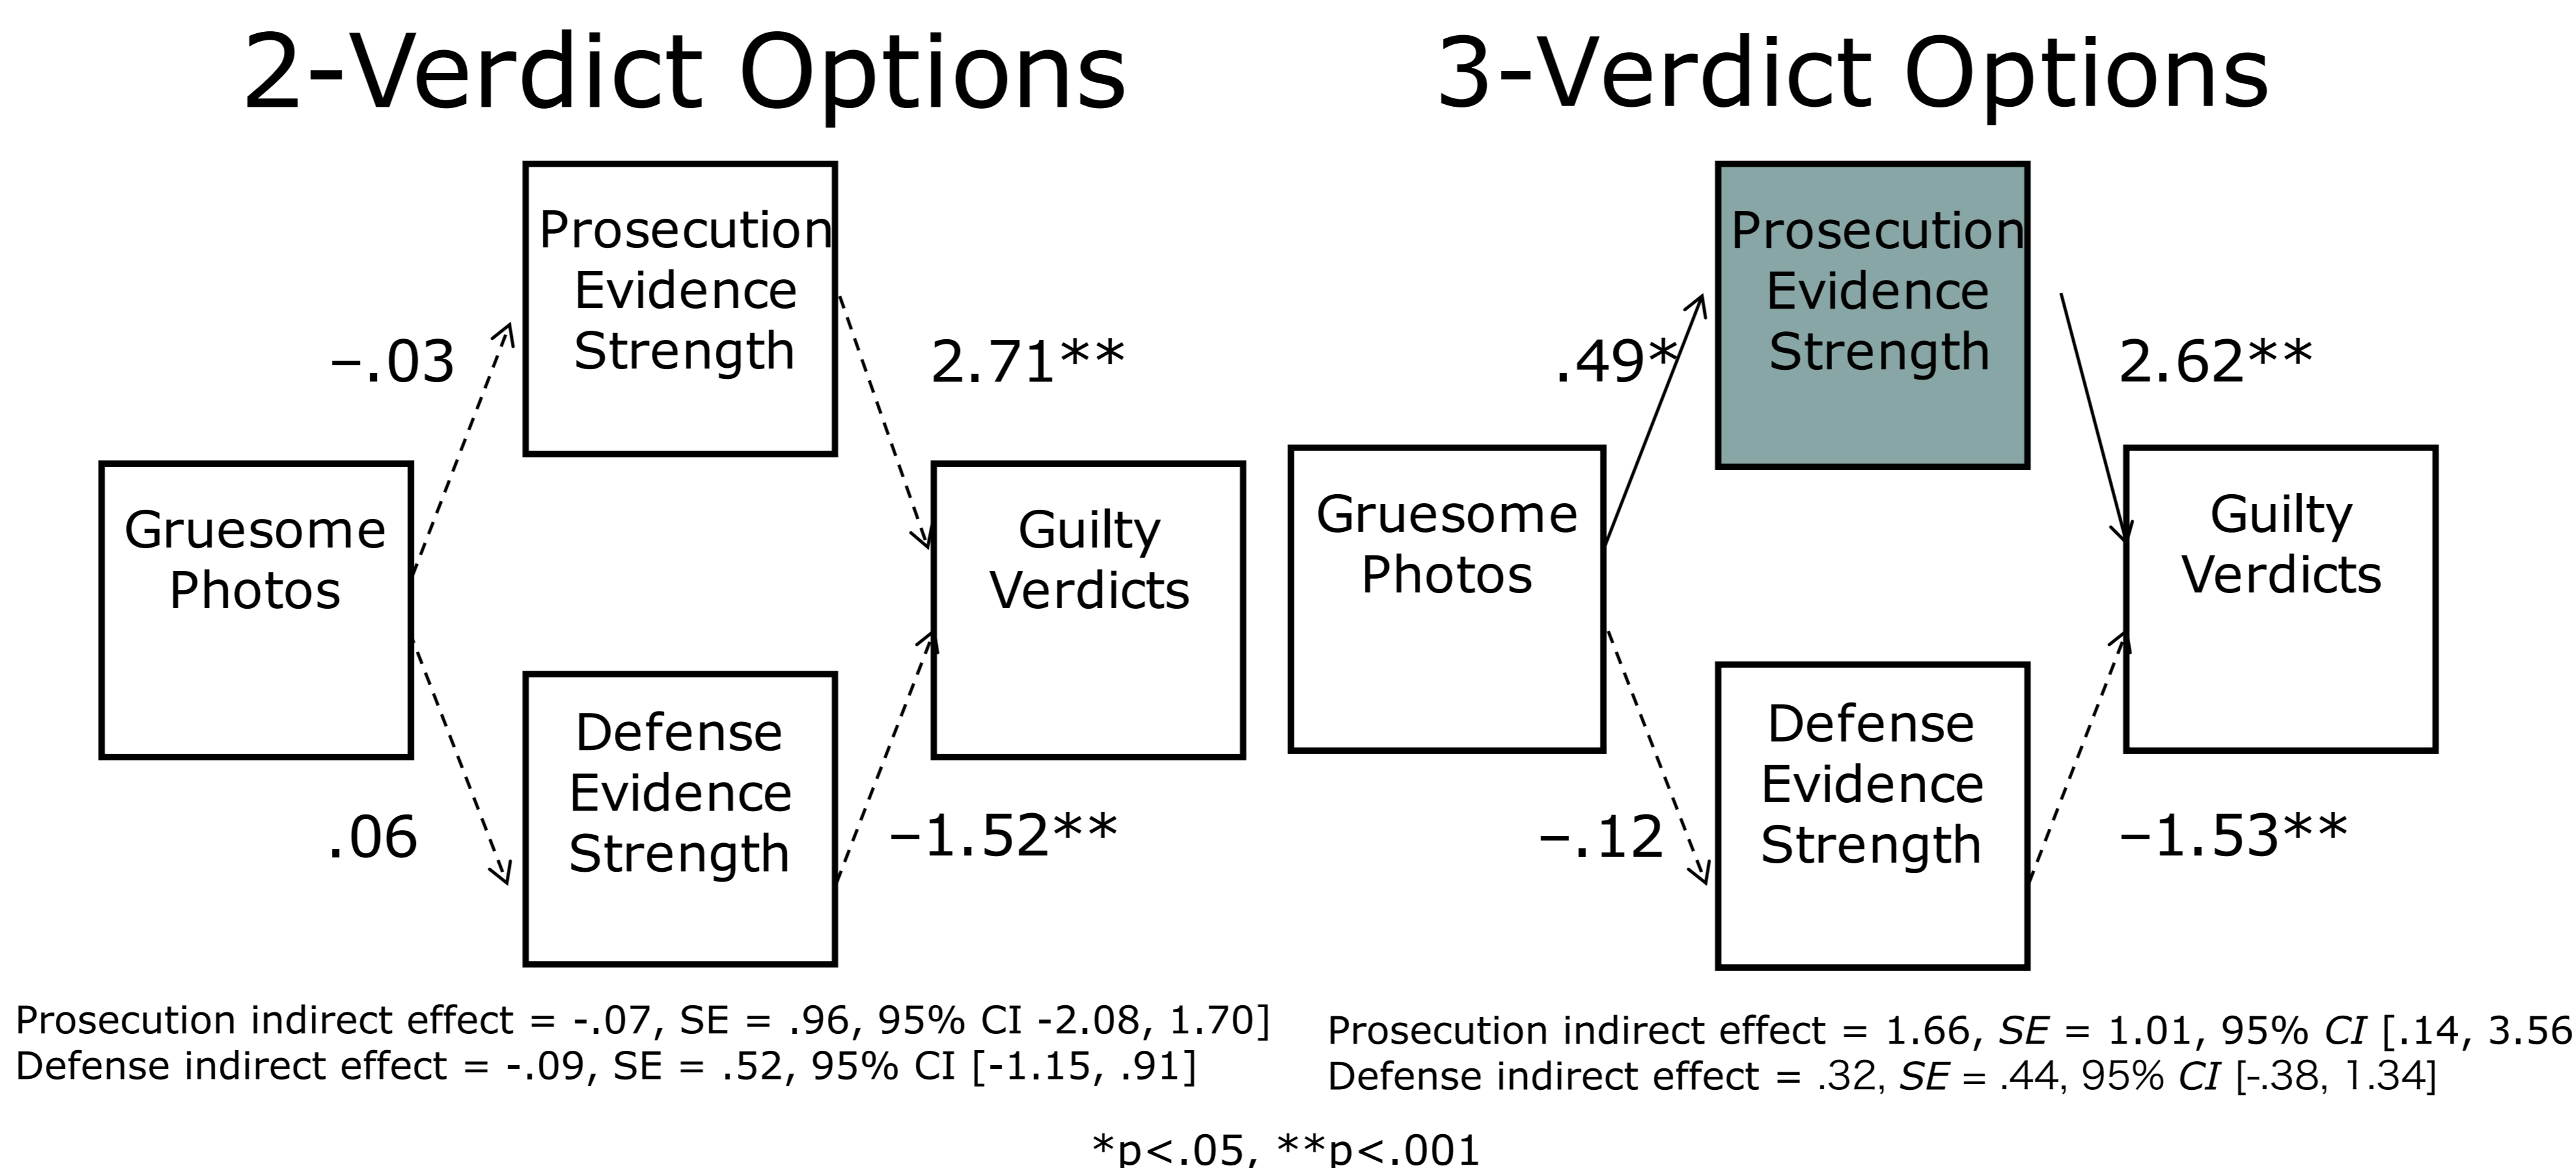 2-Verdict Options
Prosecution
Evidence
Strength
–.03
2.71**
Gruesome
Photos
Guilty
Verdicts
Defense
Evidence
Strength
.06
–1.52**
Prosecution indirect effect = -.07, SE = .96, 95% CI -2.08, 1.70]
Defense indirect effect = -.09, SE = .52, 95% CI [-1.15, .91]
3-Verdict Options
Prosecution
Evidence
Strength
.49*
2.62**
Gruesome
Photos
Guilty
Verdicts
Defense
Evidence
Strength
–.12
–1.53**
Prosecution indirect effect = 1.66, SE = 1.01, 95% CI [.14, 3.56
Defense indirect effect = .32, SE = .44, 95% CI [-.38, 1.34]
*p<.05, **p<.001